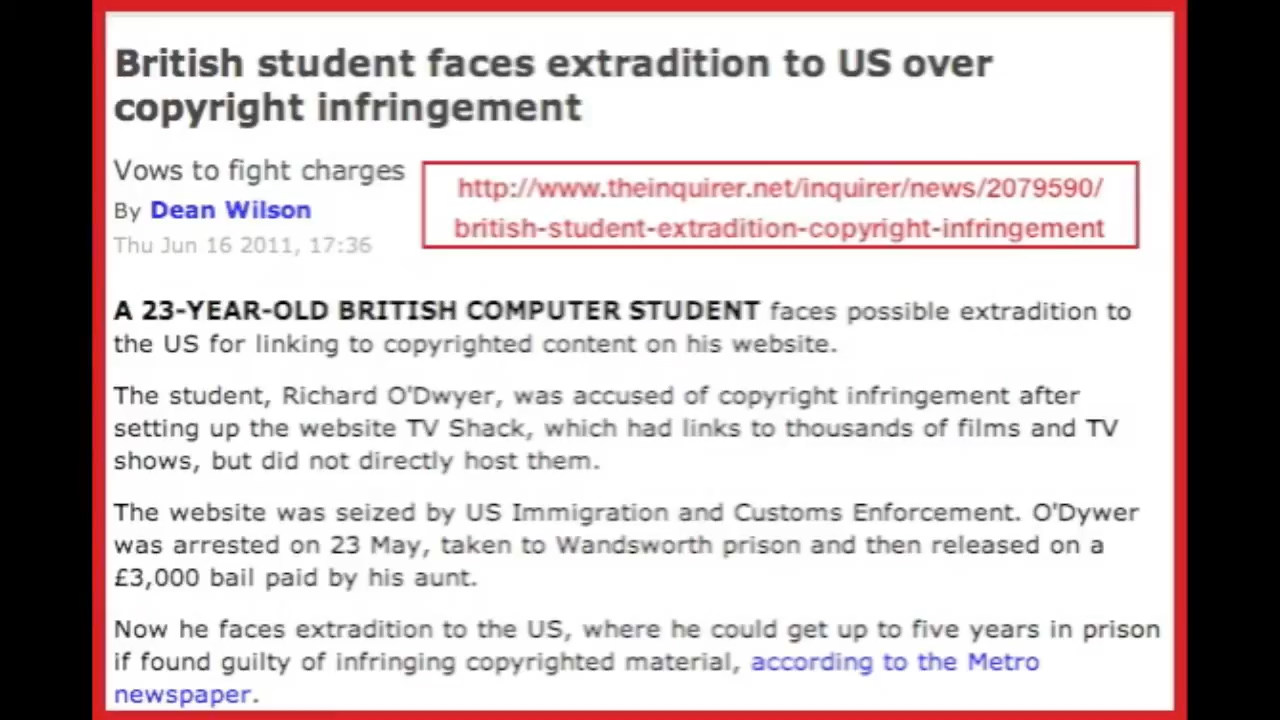 British student faces extradition to US over
copyright infringement
Vows to fight charges
By Dean Wilson
Thu Jun 16 2011, 17:36
http://www.theinquirer.net/inquirer/news/2079590/
british-student-extradition-copyright-infringement
A 23-YEAR-OLD BRITISH COMPUTER STUDENT faces possible extradition to
the US for linking to copyrighted content on his website.
The student, Richard O'Dwyer, was accused of copyright infringement after
setting up the website TV Shack, which had links to thousands of films and TV
shows, but did not directly host them.
The website was seized by US Immigration and Customs Enforcement. O'Dywer
was arrested on 23 May, taken to Wandsworth prison and then released on a
£3,000 bail paid by his aunt.
Now he faces extradition to the US, where he could get up to five years in prison
if found guilty of infringing copyrighted material, according to the Metro
newspaper.